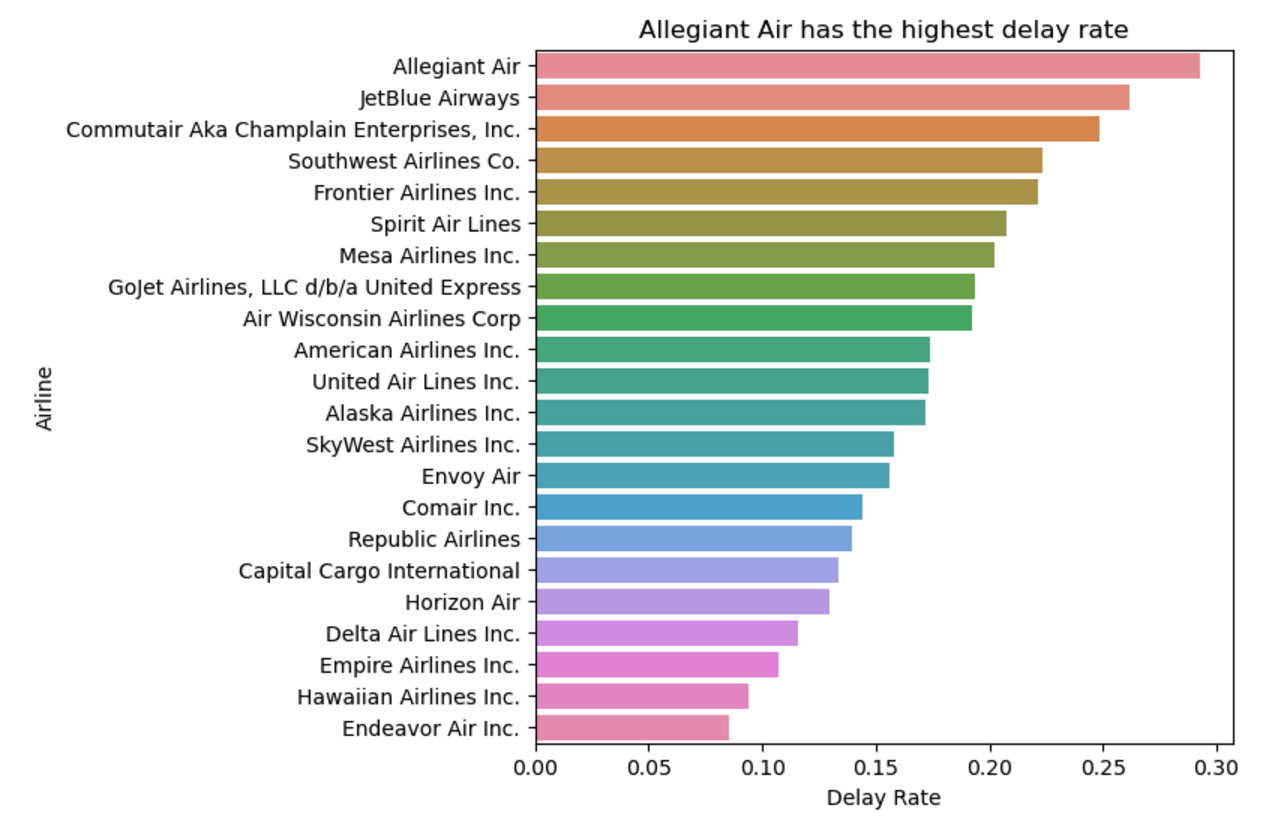 Allegiant Air has the highest delay rate
Allegiant Air
JetBlue Airways
Commutair Aka Champlain Enterprises, Inc.
Southwest Airlines Co.
Frontier Airlines Inc.
Spirit Air Lines
Mesa Airlines Inc.
GoJet Airlines, LLC d/b/a United Express
Air Wisconsin Airlines Corp
American Airlines Inc.
United Air Lines Inc.
Alaska Airlines Inc.
SkyWest Airlines Inc.
Envoy Air
Comair Inc.
Republic Airlines
Capital Cargo International
Horizon Air
Delta Air Lines Inc.
Empire Airlines Inc.
Hawaiian Airlines Inc.
Endeavor Air Inc.
Airline
0.00 0.05 0.10 0.15 0.20 0.25 0.30
Delay Rate